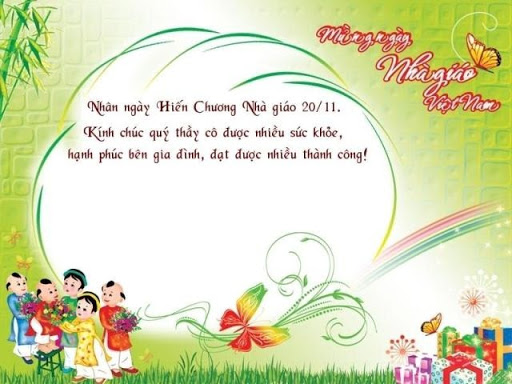 Mừng ngày
Nhà giáo
Việt Nam
Nhân ngày Hiến Chương Nhà giáo 20/11.
Kính chúc quý thầy cô được nhiều sức khỏe,
hạnh phúc bên gia đình, đạt được nhiều thành công!